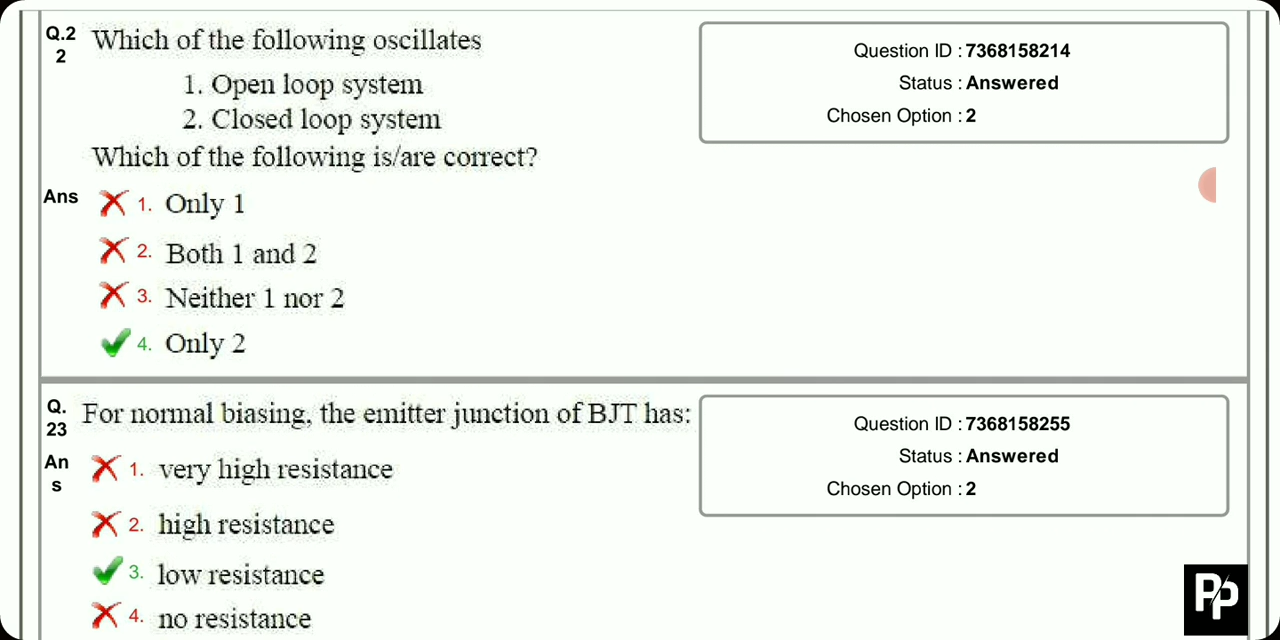 Q.2
2
Which of the following oscillates
1. Open loop system
2. Closed loop system
Which of the following is/are correct?
Question ID : 7368158214
Status : Answered
Chosen Option : 2
Ans
1. Only 1
2. Both 1 and 2
3. Neither 1 nor 2
4. Only 2
Q.
23
For normal biasing, the emitter junction of BJT has:
Question ID : 7368158255
Status : Answered
Chosen Option : 2
An
s
1. very high resistance
2. high resistance
3. low resistance
4. no resistance
PP